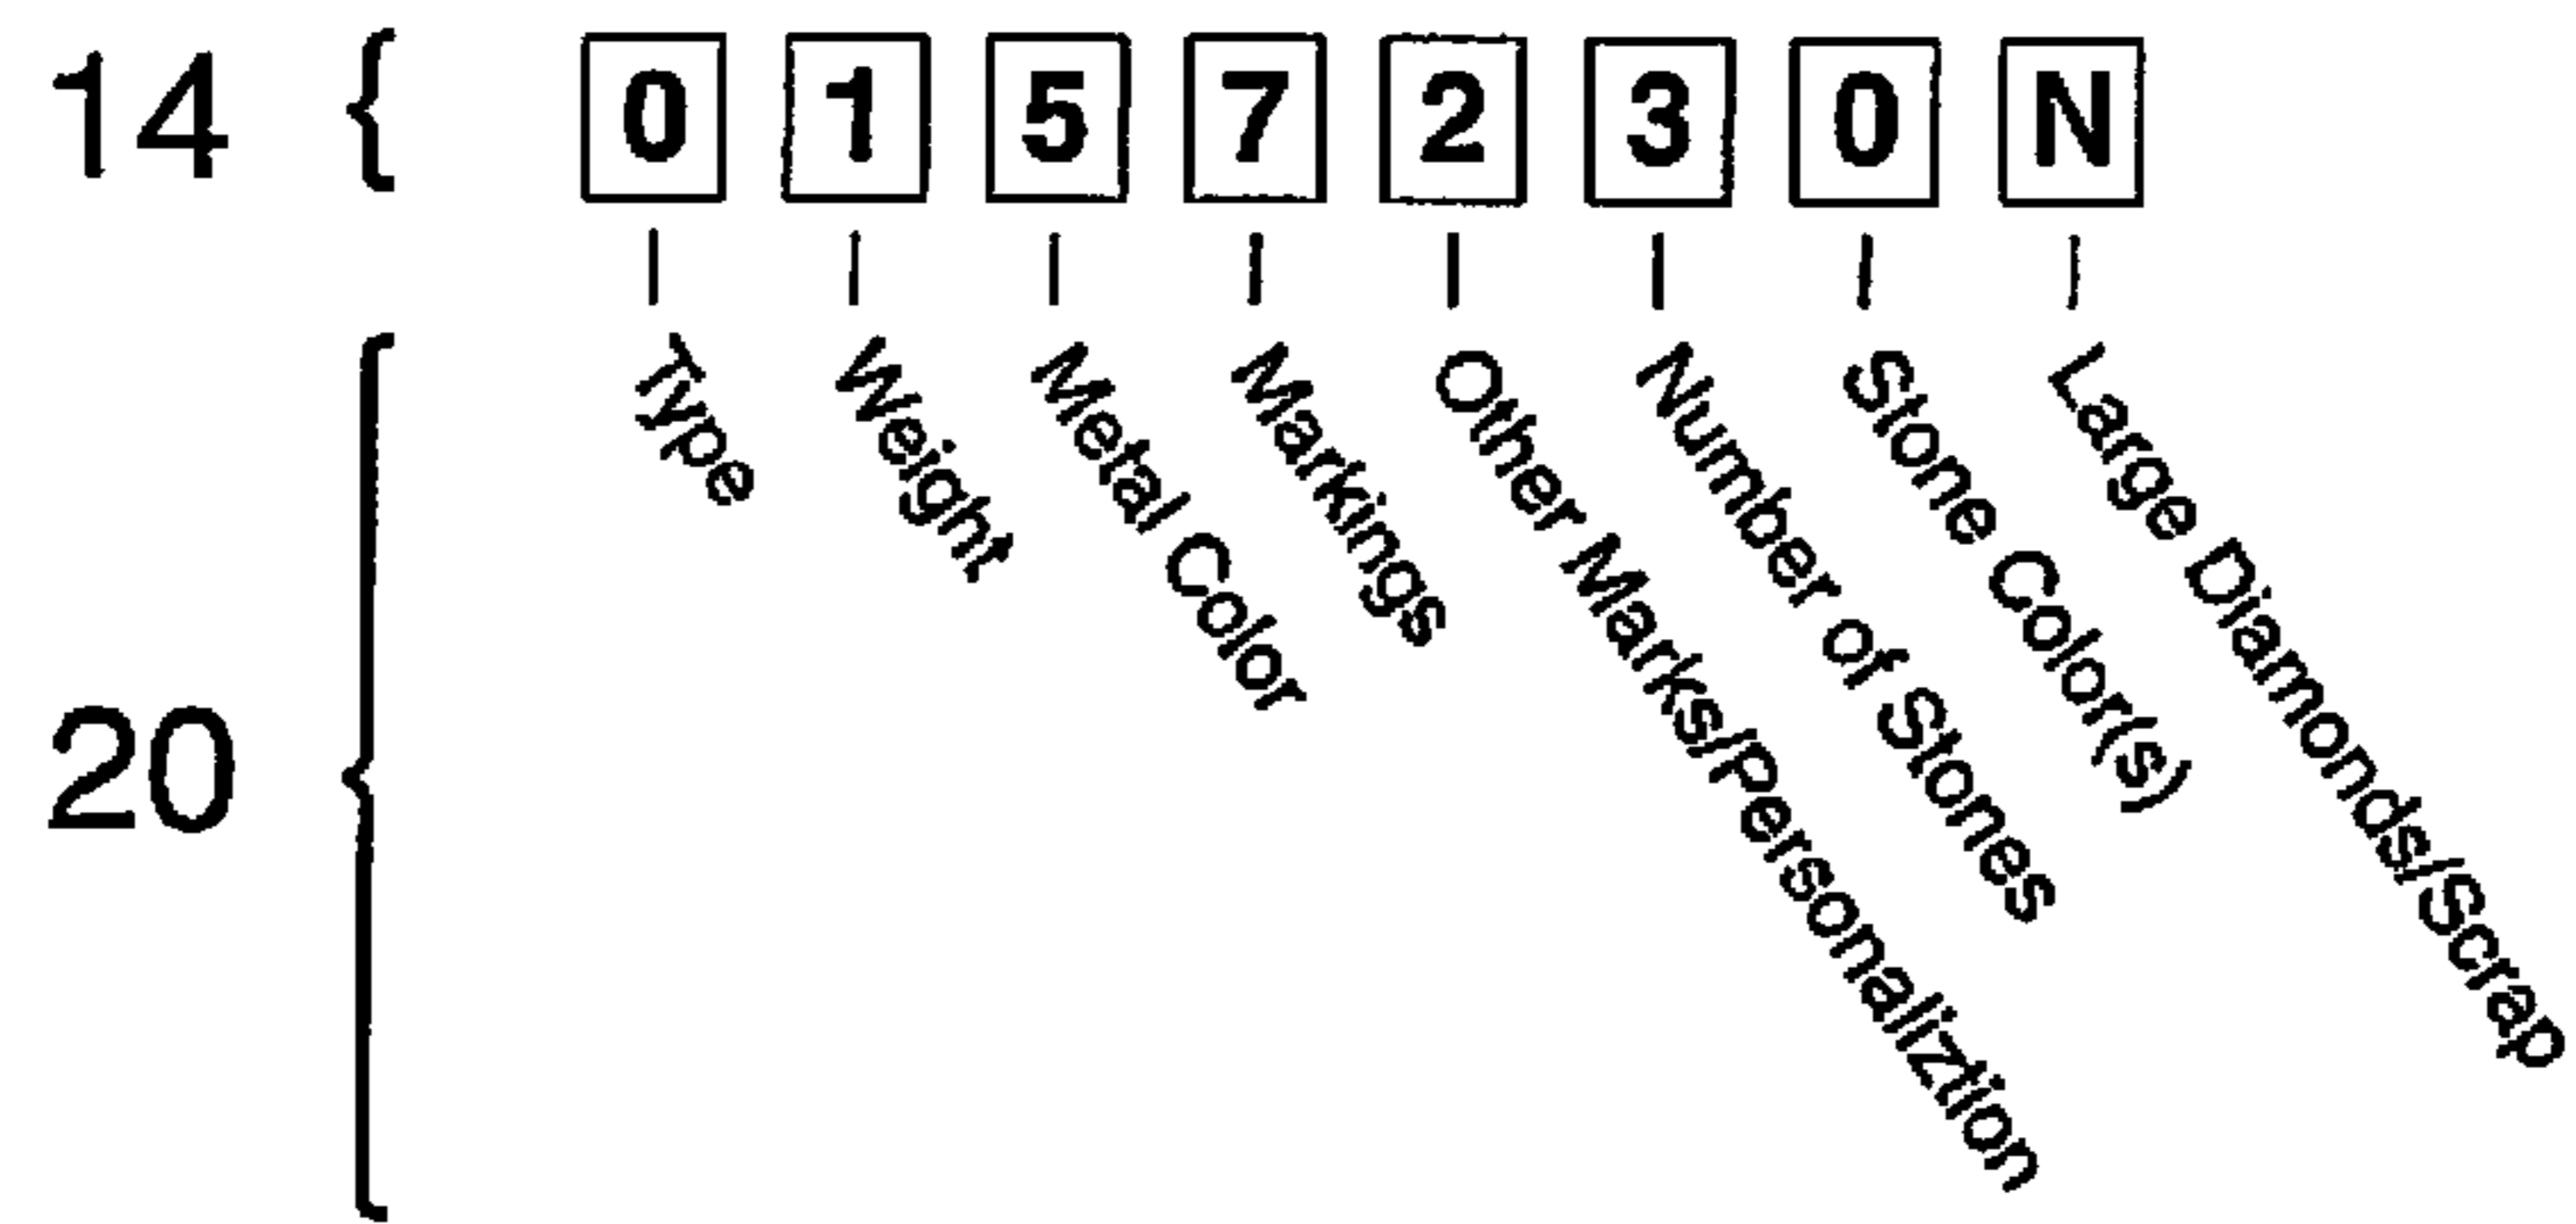 14 { 0 1 5 7 2 3 0 N
20 {
Type
Weight
Metal Color
Markings
Other Marks/Personaliztion
Number of Stones
Stone Color(s)
Large Diamonds/Scrap